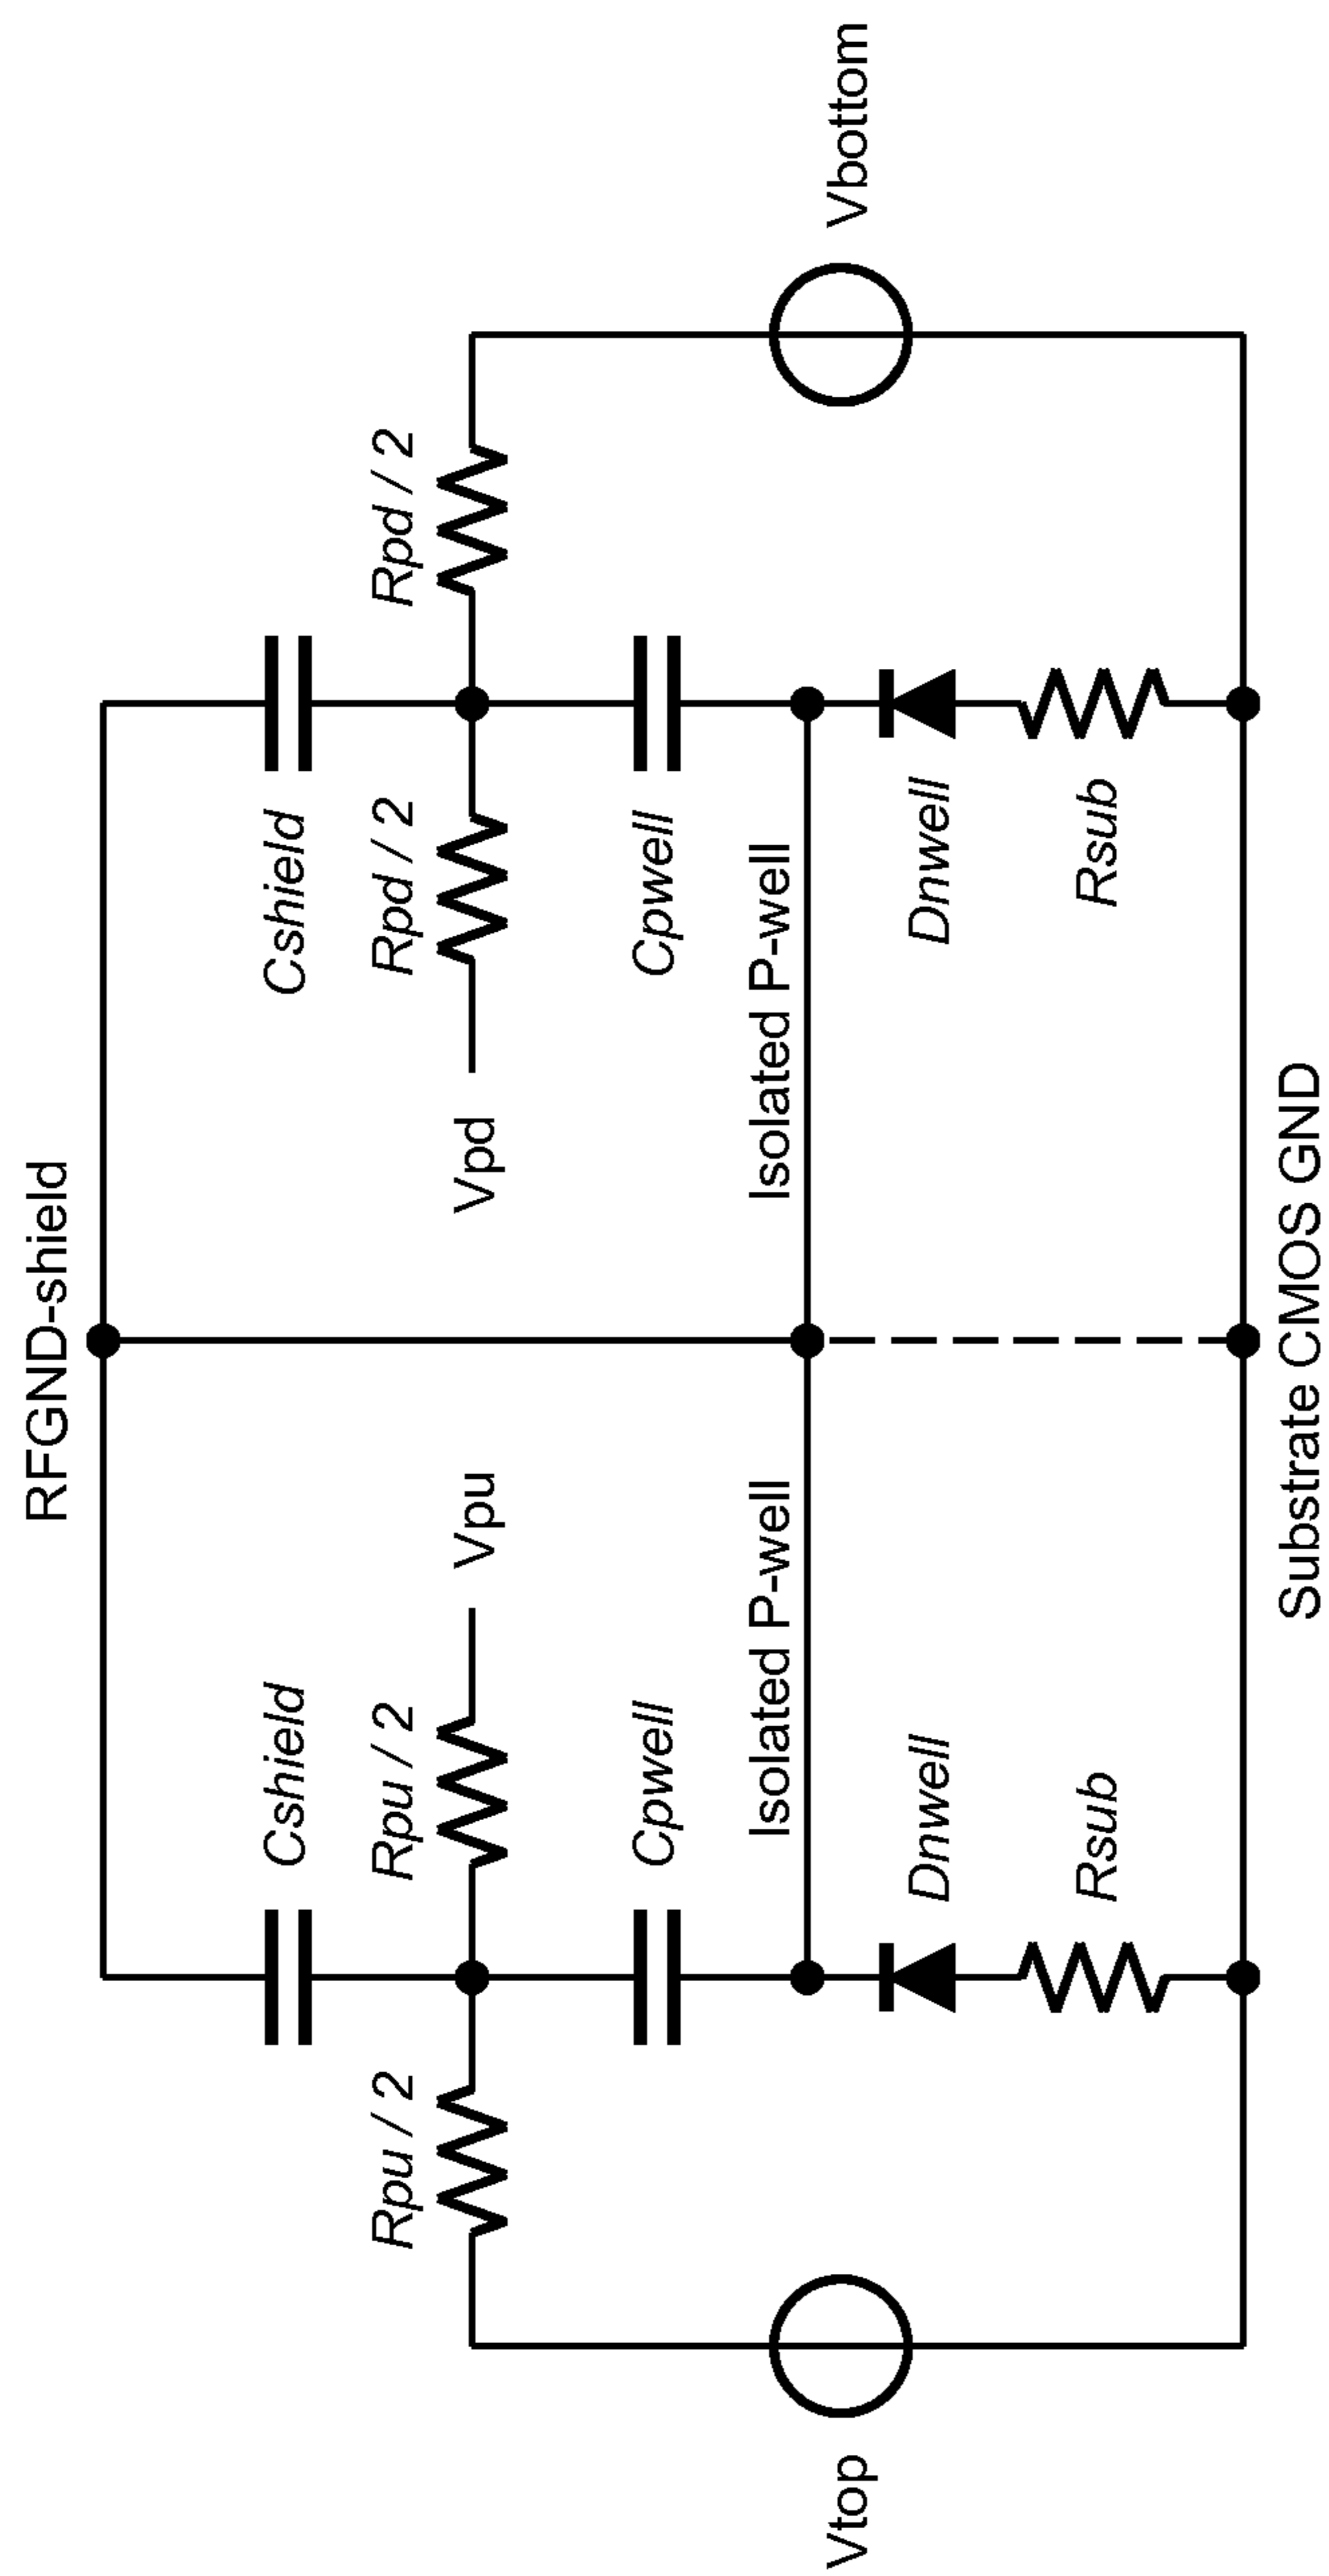 RFGND-shield
Cshield
Cshield
Rpu / 2
Rpu / 2
Vpu
Vpd
Rpd / 2
Rpd / 2
Cpwell
Cpwell
Isolated P-well
Isolated P-well
Vtop
Vbottom
Dnwell
Dnwell
Rsub
Rsub
Substrate CMOS GND